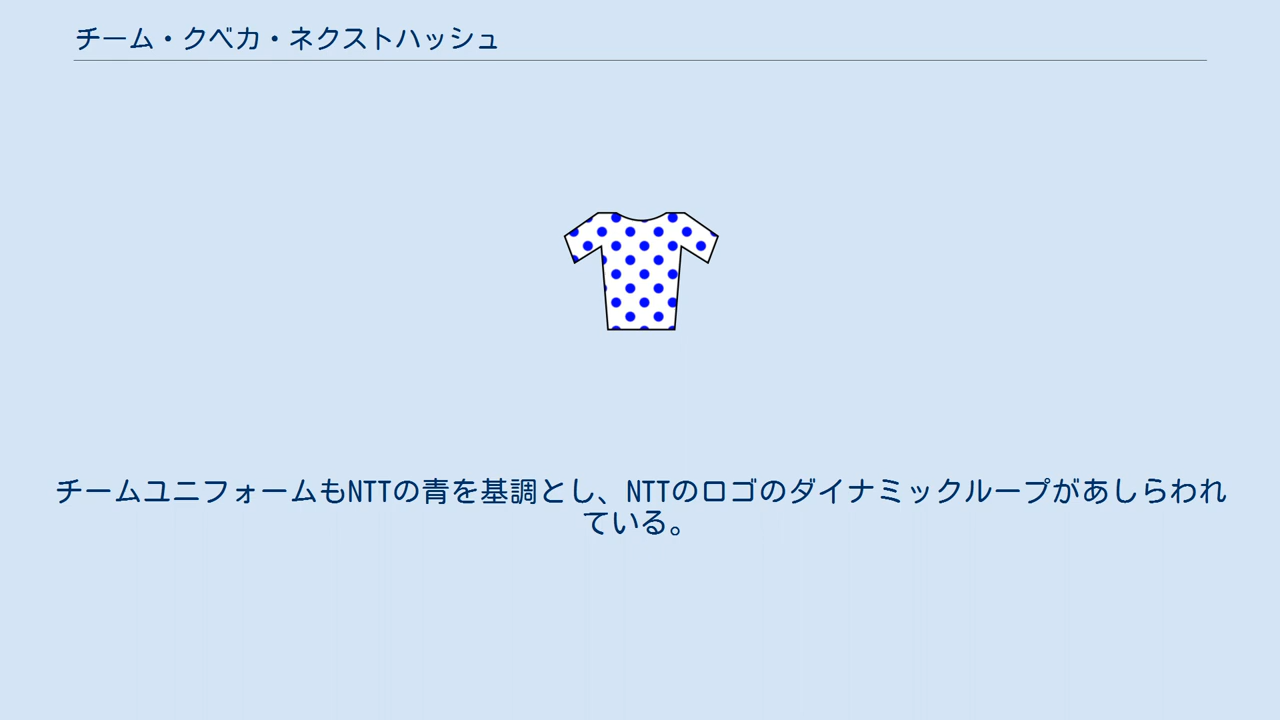 チーム・クベカ・ネクストハッシュ
チームユニフォームもNTTの青を基調とし、NTTのロゴのダイナミックループがあしらわれ
ている。